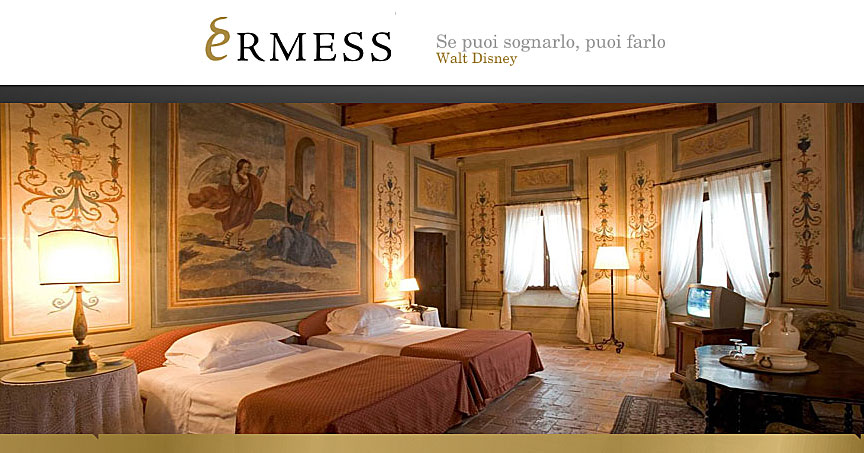 ERMESS
Se puoi sognarlo, puoi farlo
Walt Disney